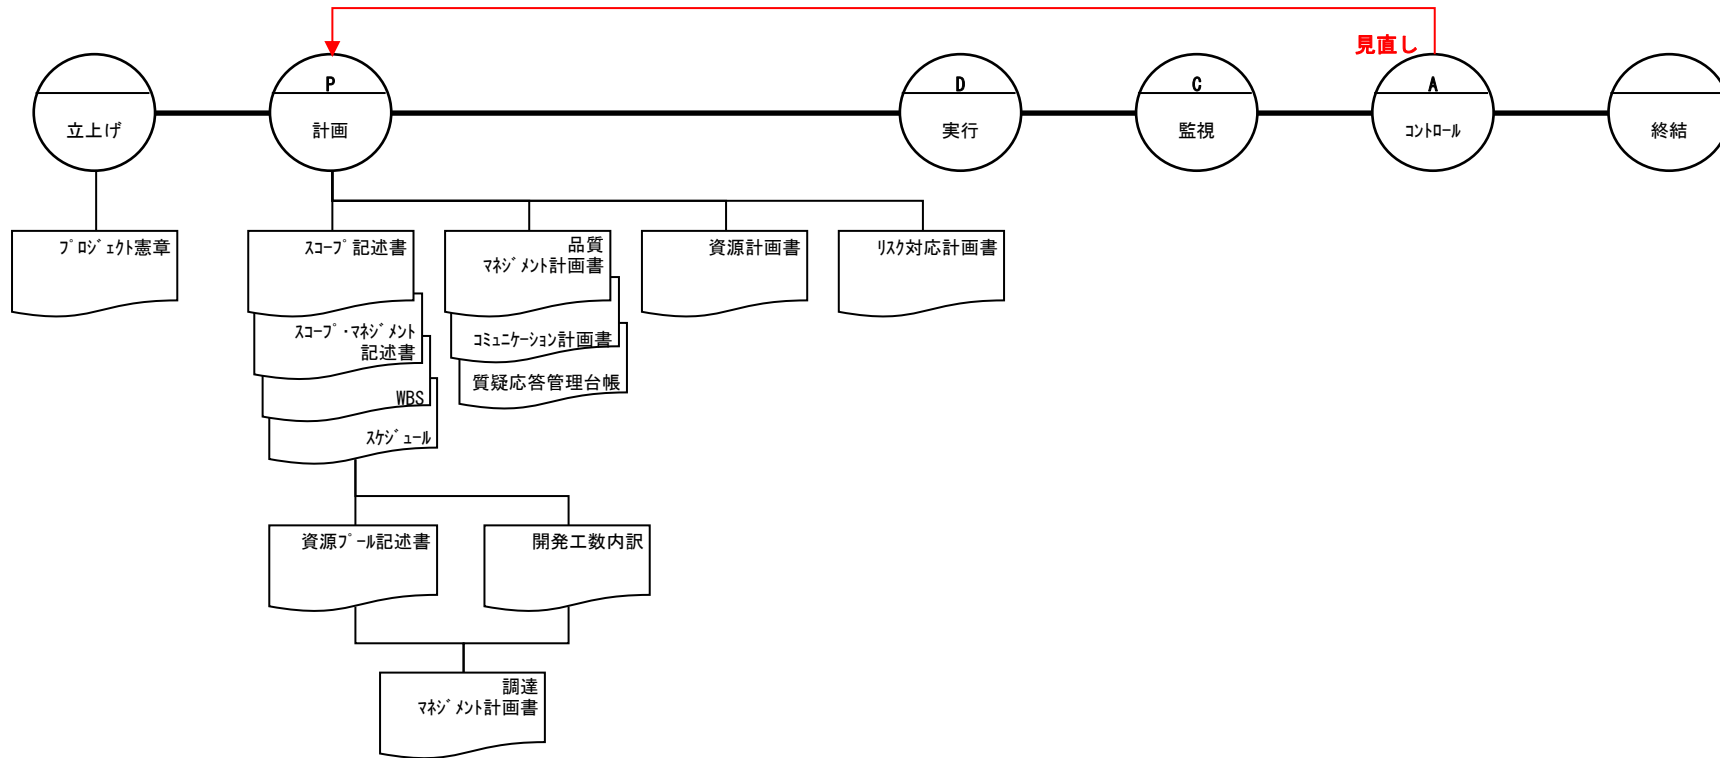 見直し
P
D
C
A
立上げ
計画
実行
監視
ｺﾝﾄﾛｰﾙ
終結
ﾌﾟﾛｼﾞｪｸﾄ憲章
ｽｺｰﾌﾟ記述書
品質
ﾏﾈｼﾞﾒﾝﾄ計画書
資源計画書
ﾘｽｸ対応計画書
ｽｺｰﾌﾟ･ﾏﾈｼﾞﾒﾝﾄ
記述書
ｺﾐｭﾆｹｰｼｮﾝ計画書
WBS
質疑応答管理台帳
ｽｹｼﾞｭｰﾙ
資源ﾌﾟｰﾙ記述書
開発工数内訳
調達
ﾏﾈｼﾞﾒﾝﾄ計画書